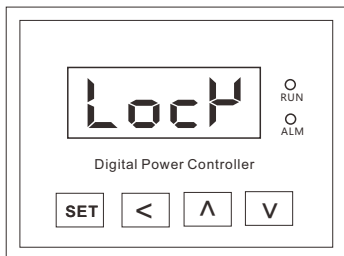 Lock
RUN
ALM
Digital Power Controller
SET < ∧ ∨